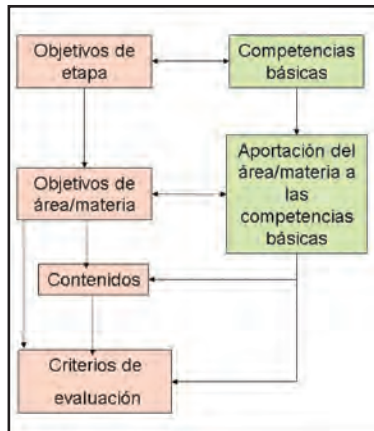 Objetivos de
etapa
Competencias
básicas
Objetivos de
área/materia
Aportación del
área/materia a
las
competencias
básicas
Contenidos
Criterios de
evaluación